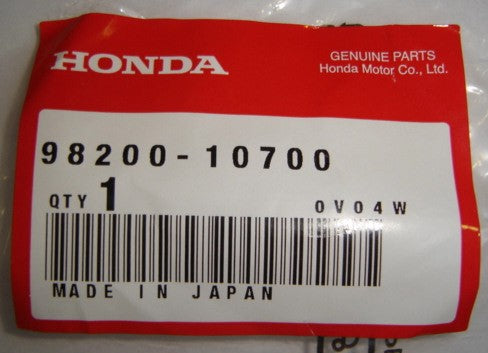 HONDA
GENUINE PARTS
Honda Motor Co., Ltd.
98200-10700
QTY 1
0V04W
MADE IN JAPAN